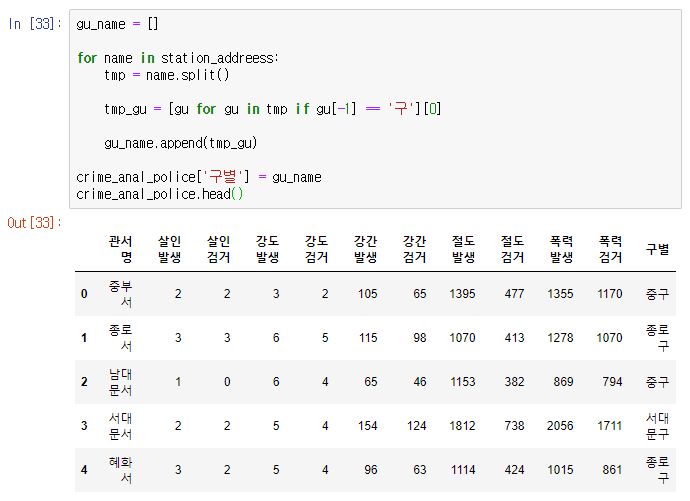 In [33]: gu_name = []
for name in station_addreess:
tmp = name.split()
tmp_gu = [gu for gu in tmp if gu[-1] == '구'][0]
gu_name.append(tmp_gu)
crime_anal_police['구별'] = gu_name
crime_anal_police.head()
Out[33]:
관서명 살인 발생 살인 검거 강도 발생 강도 검거 강간 발생 강간 검거 절도 발생 절도 검거 폭력 발생 폭력 검거 구별
0 중부서 2 2 3 2 105 65 1395 477 1355 1170 중구
1 종로서 3 3 6 5 115 98 1070 413 1278 1070 종로구
2 남대문서 1 0 6 4 65 46 1153 382 869 794 중구
3 서대문서 2 2 5 4 154 124 1812 738 2056 1711 서대문구
4 혜화서 3 2 5 4 96 63 1114 424 1015 861 종로구